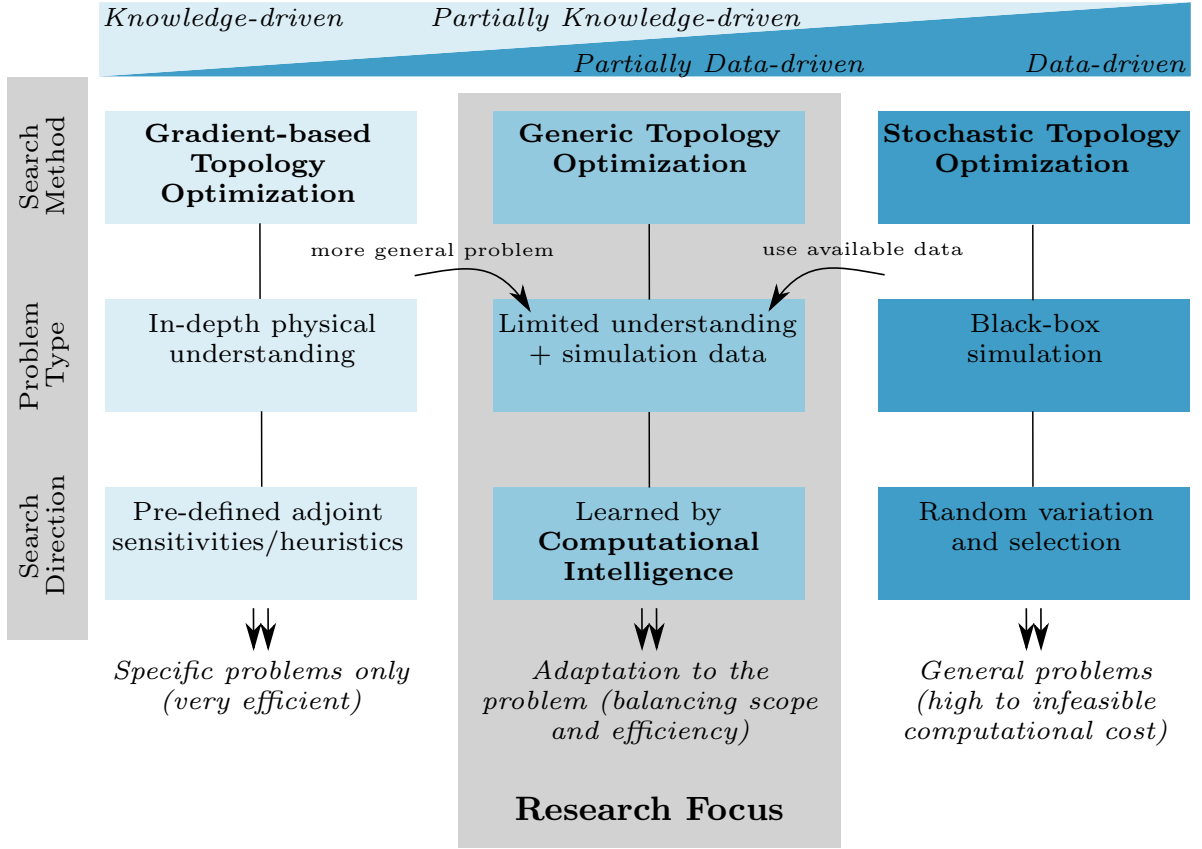 Knowledge-driven
Partially Knowledge-driven
Partially Data-driven
Data-driven
Search
Method
Gradient-based
Topology
Optimization
Generic Topology
Optimization
Stochastic Topology
Optimization
more general problem
use available data
Problem
Type
In-depth physical
understanding
Limited understanding
+ simulation data
Black-box
simulation
Search
Direction
Pre-defined adjoint
sensitivities/heuristics
Learned by
Computational
Intelligence
Random variation
and selection
Specific problems only
(very efficient)
Adaptation to the
problem (balancing scope
and efficiency)
General problems
(high to infeasible
computational cost)
Research Focus